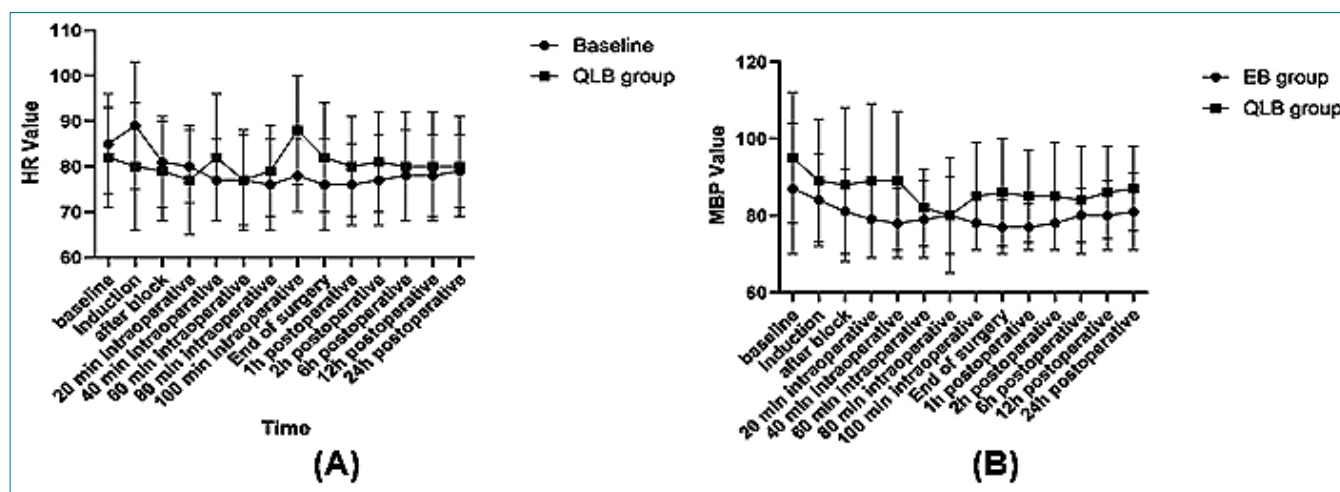 110
100
90
80
70
60
HR Value
Baseline
QLB group
baseline
Induction
after block
20 min intraoperative
40 min intraoperative
60 min intraoperative
80 min intraoperative
100 min intraoperative
End of surgery
1h postoperative
2h postoperative
6h postoperative
12h postoperative
24h postoperative
Time
(A)
120
100
80
60
MBP Value
EB group
QLB group
baseline
Induction
after block
20 min intraoperative
40 min intraoperative
60 min intraoperative
80 min intraoperative
100 min intraoperative
End of surgery
1h postoperative
2h postoperative
6h postoperative
12h postoperative
24h postoperative
(B)